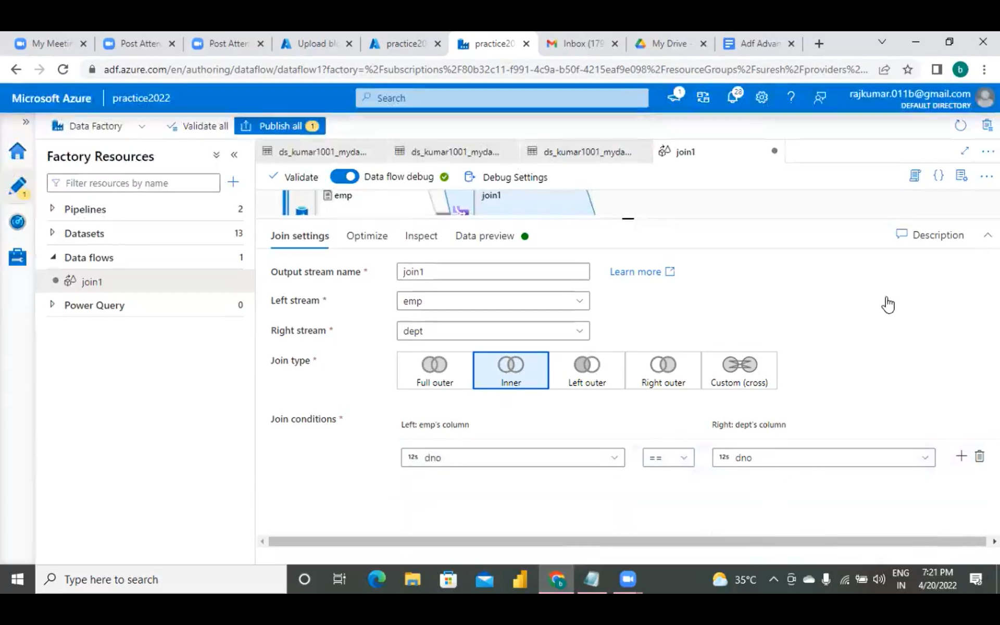 My Meetin
Post Atten
Post Atten
Upload blo
practice20
practice20
Inbox (179
My Drive -
Adf Advan
adf.azure.com/en/authoring/dataflow/dataflow1?factory=%2Fsubscriptions%2F80b32c11-f991-4c9a-b50f-4215eaf9e098%2FresourceGroups%2Fsuresh%2Fproviders%2...
b
Microsoft Azure
practice2022
Search
1
28
rajkumar.011b@gmail.com
DEFAULT DIRECTORY
Data Factory
Validate all
Publish all 1
Factory Resources
Filter resources by name
1
Pipelines 2
Datasets 13
Data flows 1
join1
Power Query 0
ds_kumar1001_myda...
ds_kumar1001_myda...
ds_kumar1001_myda...
join1
Validate
Data flow debug
Debug Settings
emp
join1
Join settings
Optimize
Inspect
Data preview
Description
Output stream name *
join1
Learn more
Left stream *
emp
Right stream *
dept
Join type *
Full outer
Inner
Left outer
Right outer
Custom (cross)
Join conditions *
Left: emp's column
Right: dept's column
12s dno
==
12s dno
Type here to search
35°C
ENG
IN
7:21 PM
4/20/2022